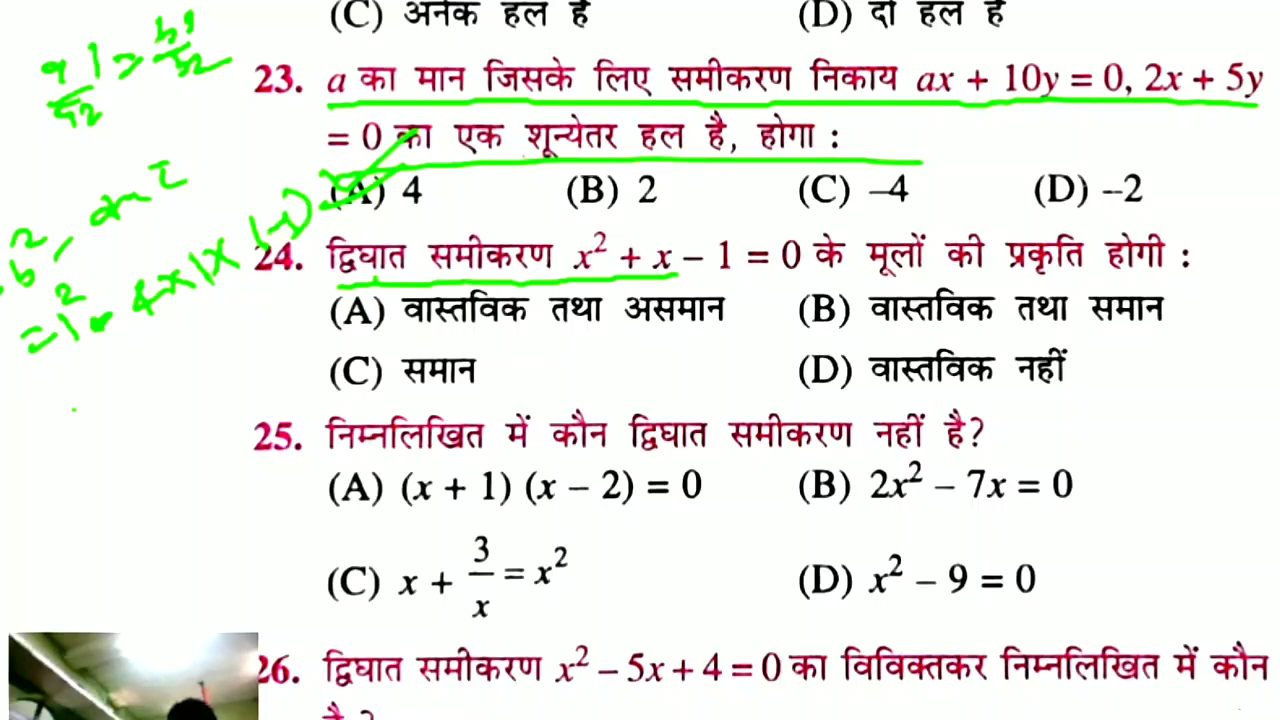 (C) अनेक हल हैं (D) दो हल हैं
23. a का मान जिसके लिए समीकरण निकाय ax + 10y = 0, 2x + 5y
= 0 का एक शून्येतर हल है, होगा :
(A) 4 (B) 2 (C) –4 (D) –2
24. द्विघात समीकरण x² + x – 1 = 0 के मूलों की प्रकृति होगी :
(A) वास्तविक तथा असमान (B) वास्तविक तथा समान
(C) समान (D) वास्तविक नहीं
25. निम्नलिखित में कौन द्विघात समीकरण नहीं है?
(A) (x + 1) (x – 2) = 0 (B) 2x² – 7x = 0
(C) x + 3/x = x² (D) x² – 9 = 0
26. द्विघात समीकरण x² – 5x + 4 = 0 का विविक्तकर निम्नलिखित में कौन
है?